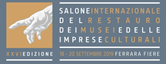 SALONE INTERNAZIONALE
DEL RESTAURO
DEI MUSEI E DELLE
IMPRESE CULTURALI
XXVI EDIZIONE
18 - 20 SETTEMBRE 2019 FERRARA FIERE